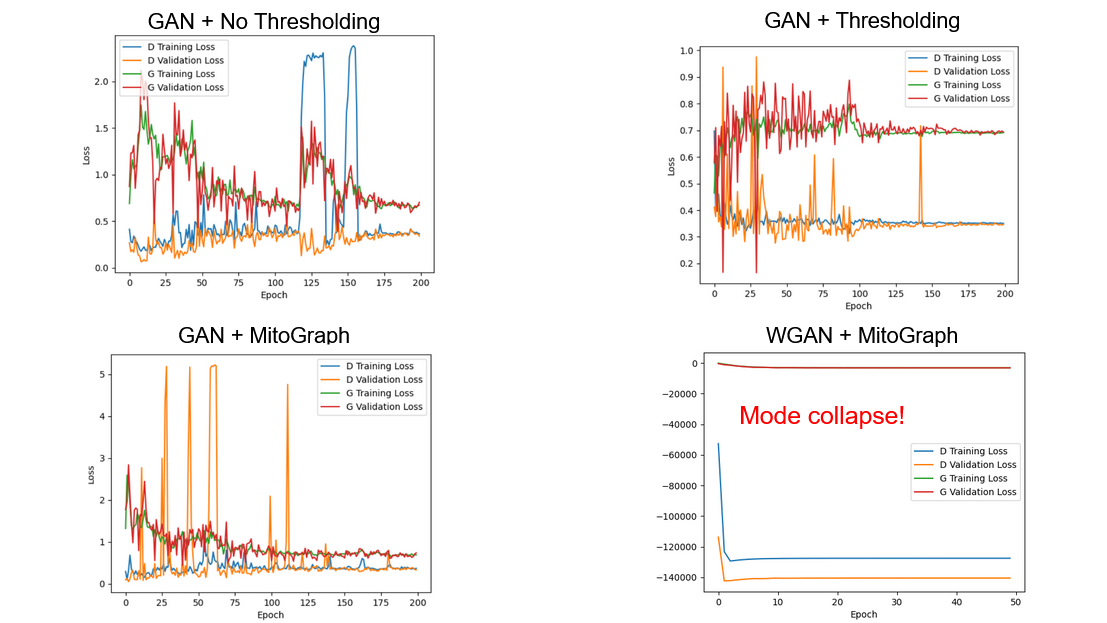 GAN + No Thresholding
D Training Loss
D Validation Loss
G Training Loss
G Validation Loss
2.0
1.5
1.0
0.5
0.0
Loss
0 25 50 75 100 125 150 175 200
Epoch
GAN + Thresholding
D Training Loss
D Validation Loss
G Training Loss
G Validation Loss
1.0
0.9
0.8
0.7
0.6
0.5
0.4
0.3
0.2
Loss
0 25 50 75 100 125 150 175 200
Epoch
GAN + MitoGraph
D Training Loss
D Validation Loss
G Training Loss
G Validation Loss
5
4
3
2
1
0
Loss
0 25 50 75 100 125 150 175 200
Epoch
WGAN + MitoGraph
Mode collapse!
D Training Loss
D Validation Loss
G Training Loss
G Validation Loss
0
−20000
−40000
−60000
−80000
−100000
−120000
−140000
Loss
0 10 20 30 40 50
Epoch